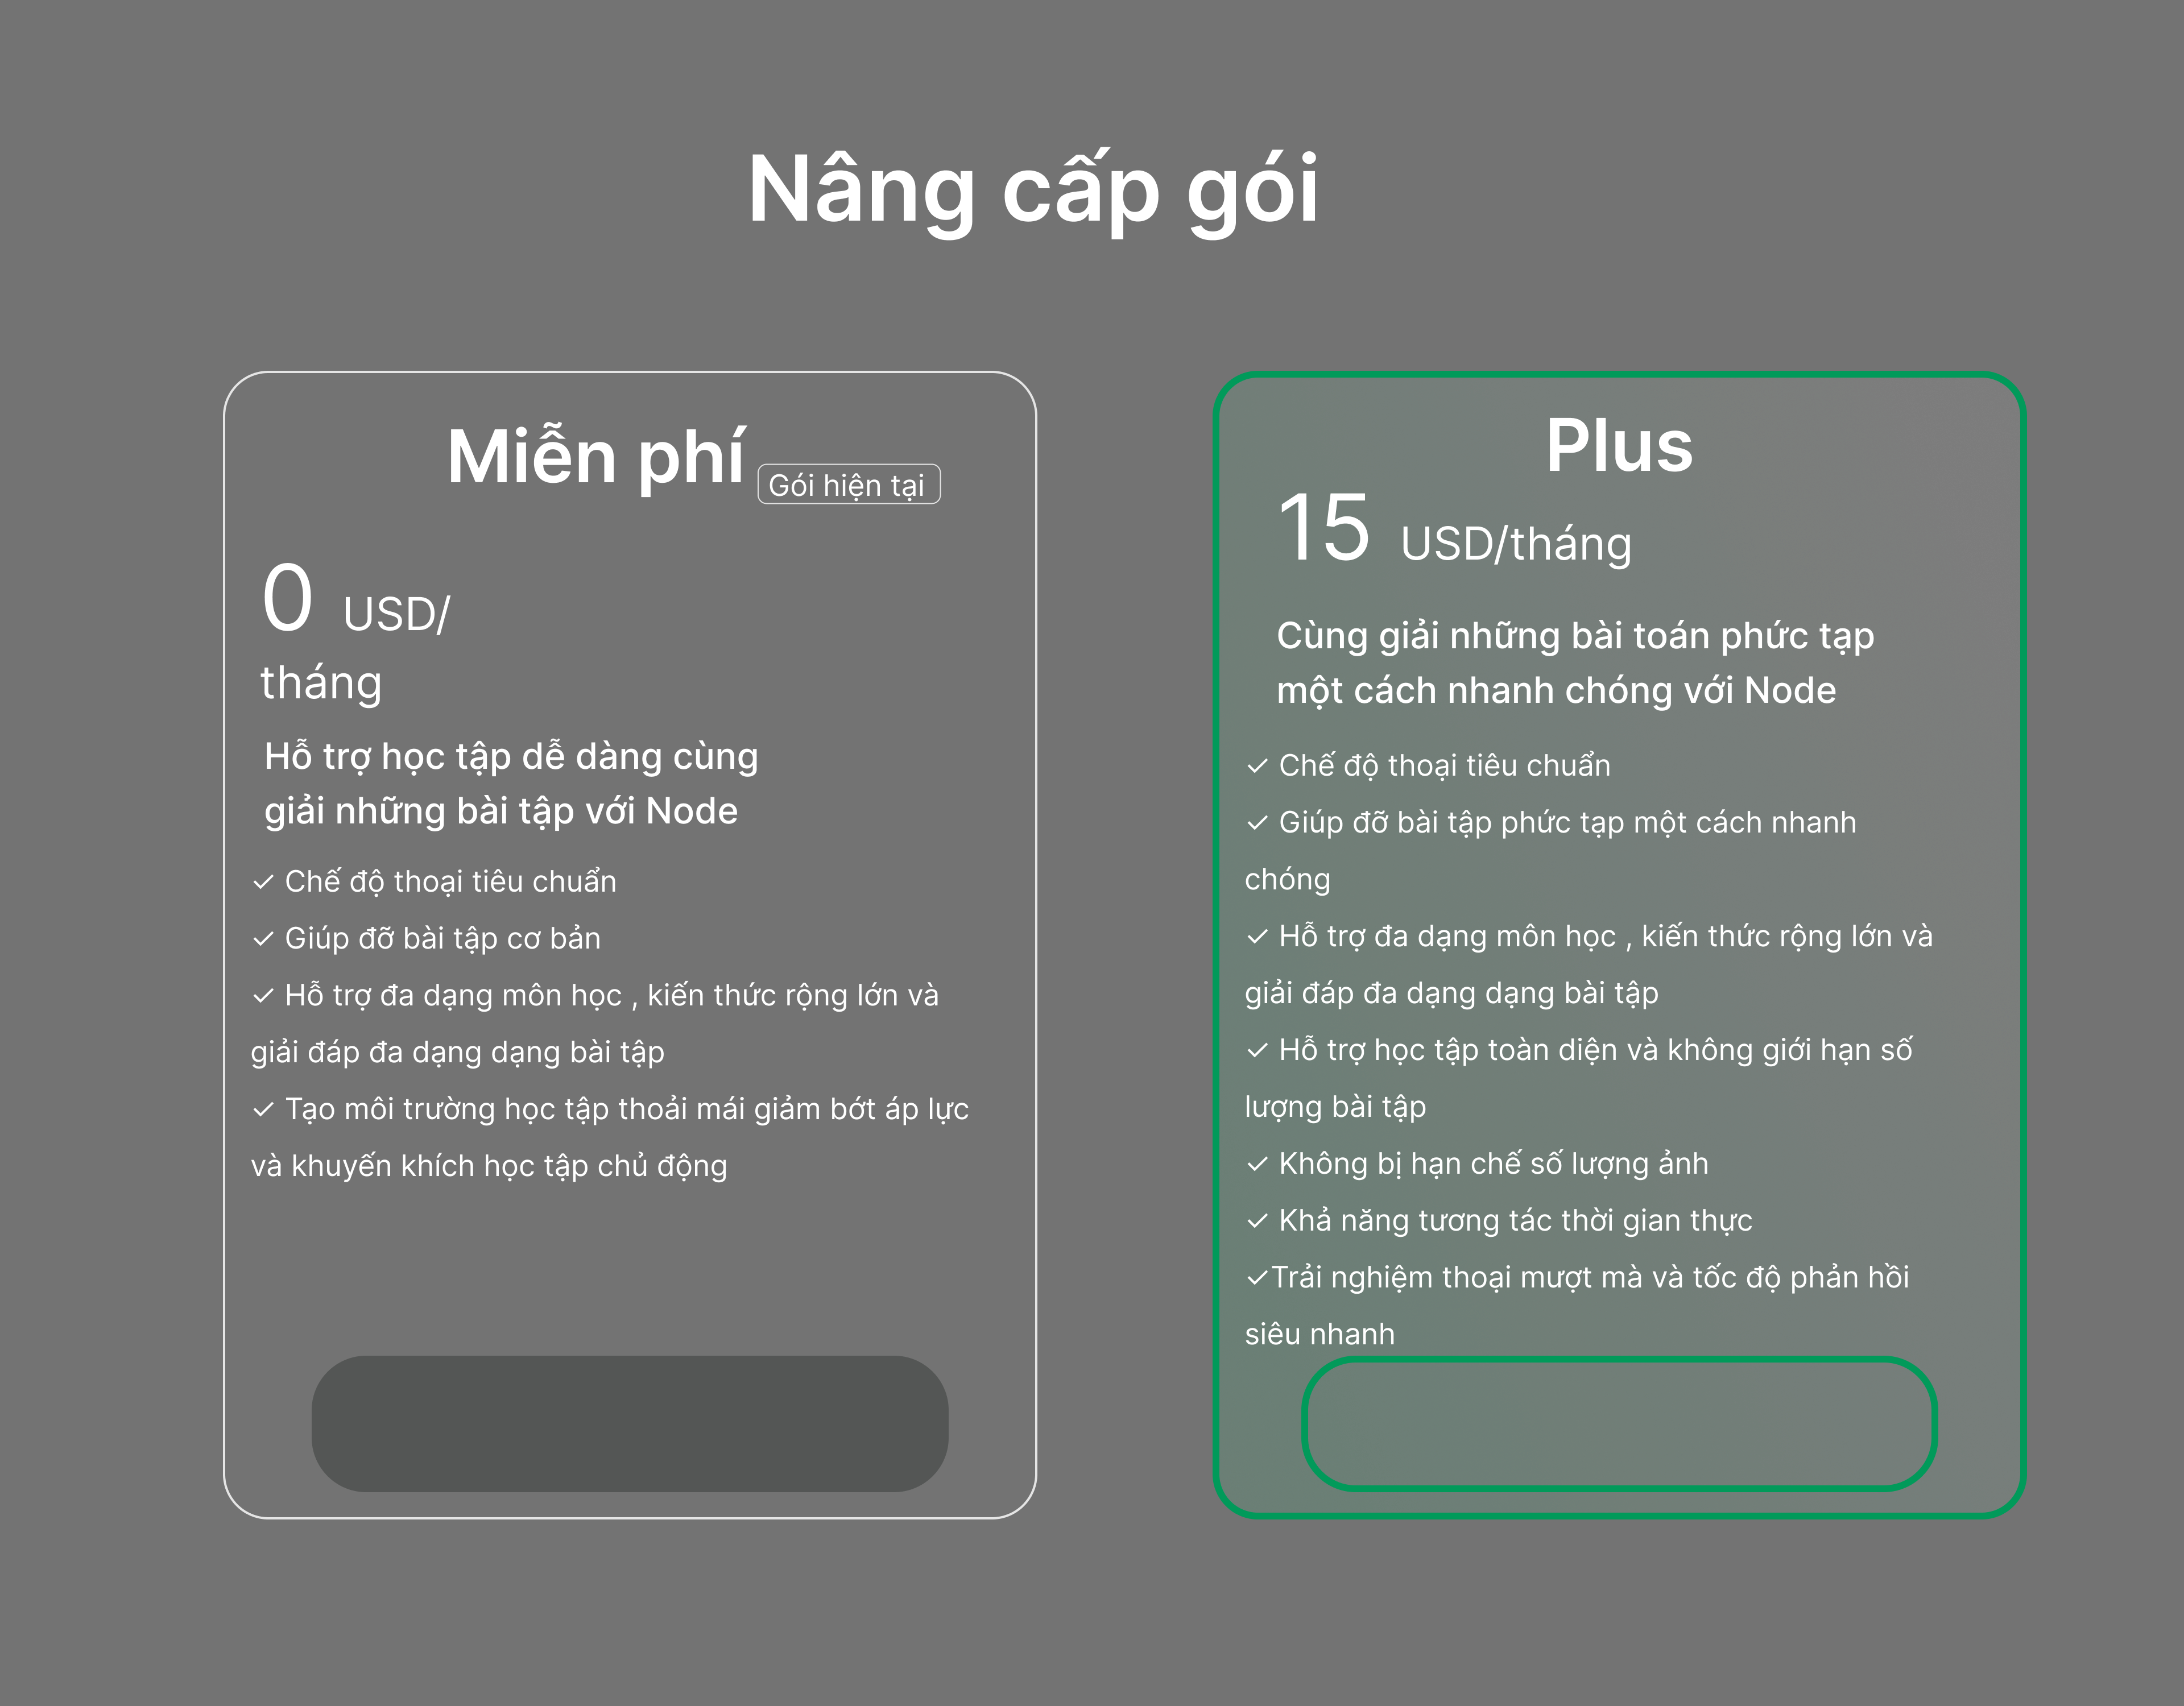 Nâng cấp gói
Miễn phí
Gói hiện tại
0 USD/
tháng
Hỗ trợ học tập dễ dàng cùng
giải những bài tập với Node
✓ Chế độ thoại tiêu chuẩn
✓ Giúp đỡ bài tập cơ bản
✓ Hỗ trợ đa dạng môn học , kiến thức rộng lớn và
giải đáp đa dạng dạng bài tập
✓ Tạo môi trường học tập thoải mái giảm bớt áp lực
và khuyến khích học tập chủ động
Plus
15 USD/tháng
Cùng giải những bài toán phức tạp
một cách nhanh chóng với Node
✓ Chế độ thoại tiêu chuẩn
✓ Giúp đỡ bài tập phức tạp một cách nhanh
chóng
✓ Hỗ trợ đa dạng môn học , kiến thức rộng lớn và
giải đáp đa dạng dạng bài tập
✓ Hỗ trợ học tập toàn diện và không giới hạn số
lượng bài tập
✓ Không bị hạn chế số lượng ảnh
✓ Khả năng tương tác thời gian thực
✓Trải nghiệm thoại mượt mà và tốc độ phản hồi
siêu nhanh